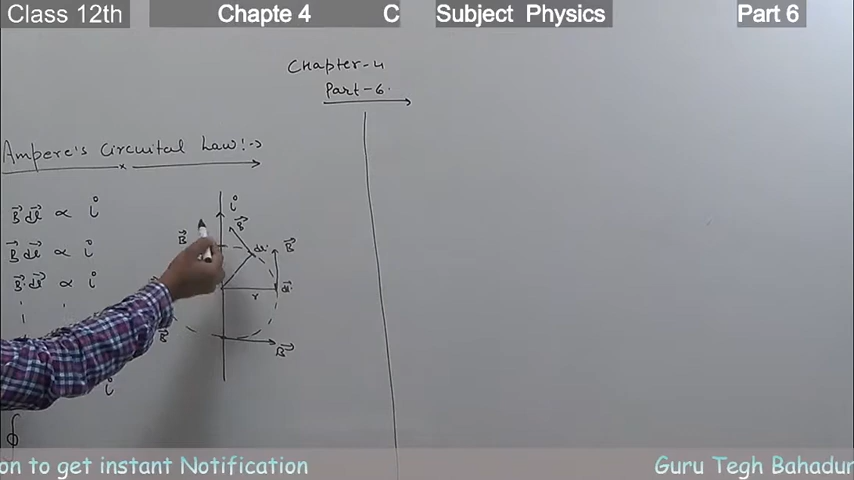 Class 12th Chapte 4 C Subject Physics Part 6
Chapter-4
Part-6.
Ampere's Circuital Law:→
B⃗ dl⃗ ∝ i
B⃗ dl⃗ ∝ i
B⃗ dl⃗ ∝ i
i
∮
i
B⃗
B⃗
dl
B⃗
r
dl
B⃗
B⃗
on to get instant Notification
Guru Tegh Bahadur